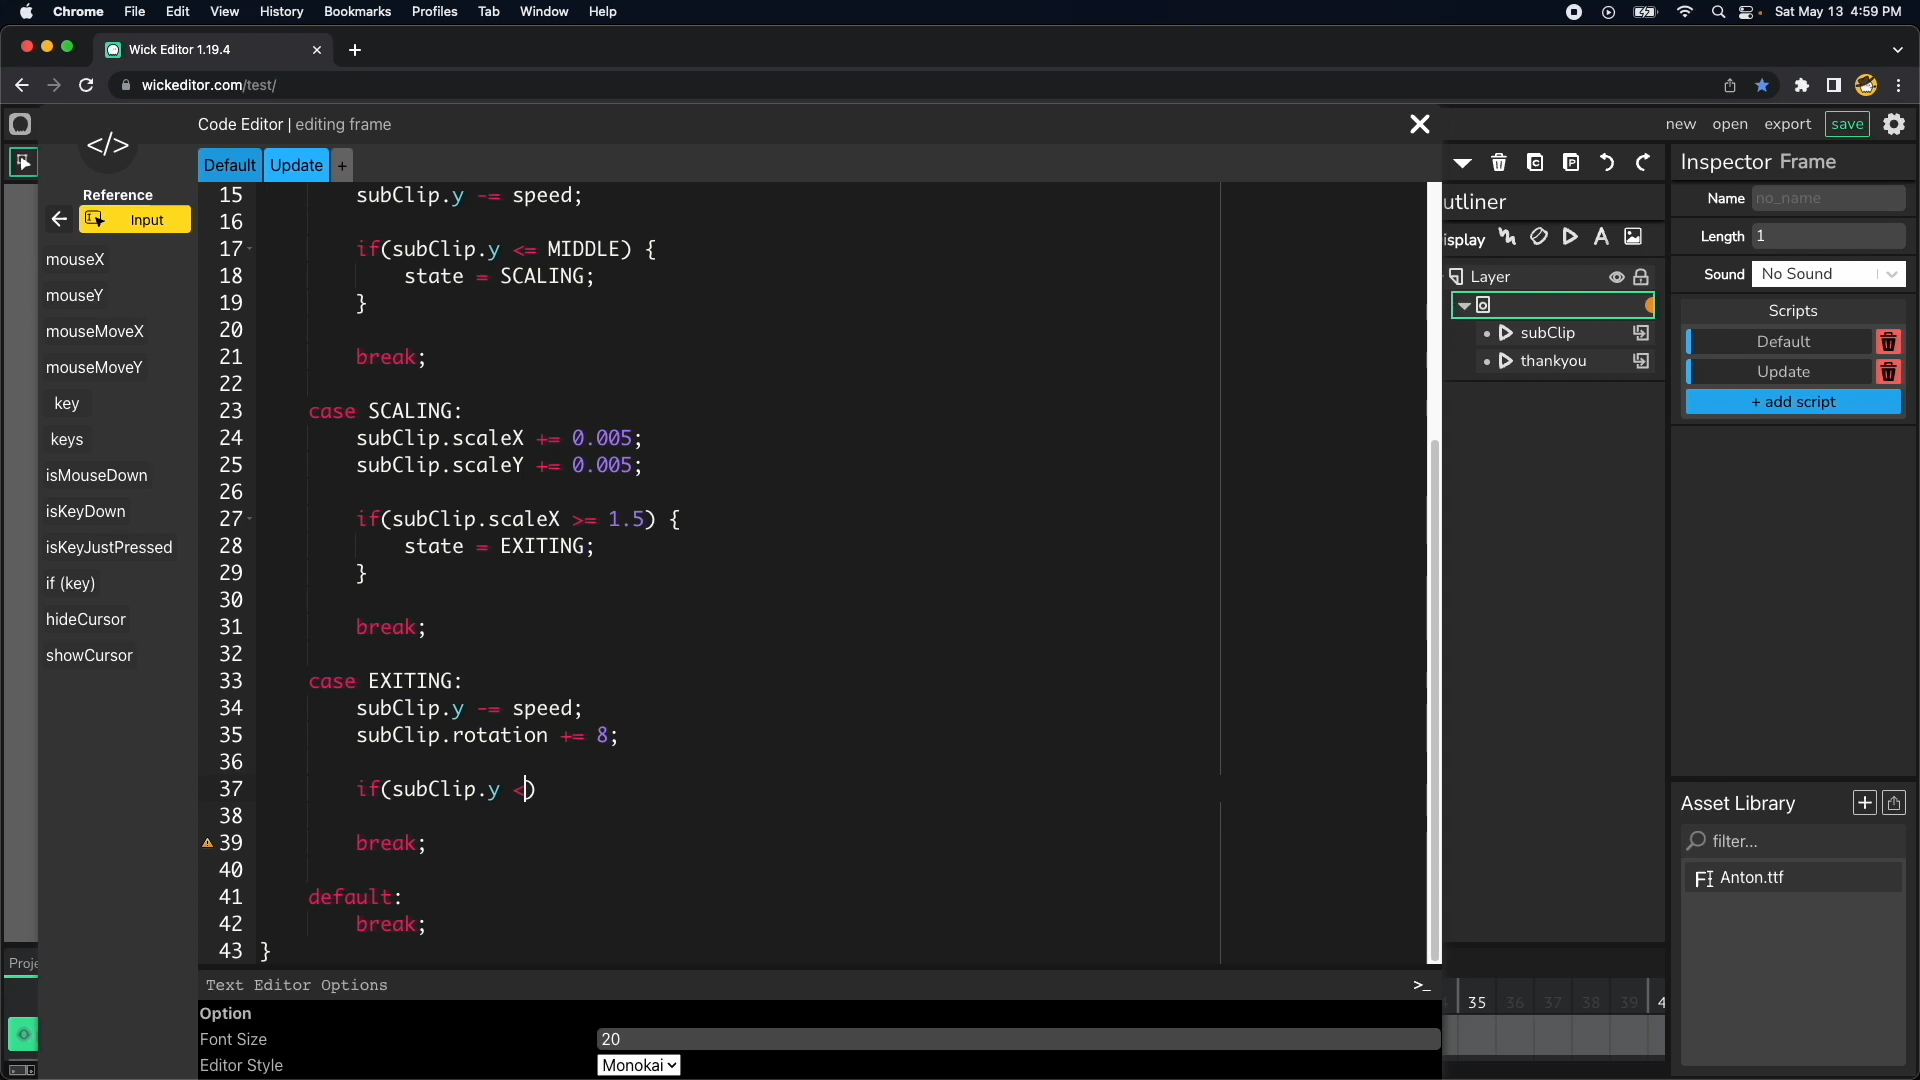 Chrome File Edit View History Bookmarks Profiles Tab Window Help Sat May 13 4:59 PM
Wick Editor 1.19.4
wickeditor.com/test/
Code Editor | editing frame
new open export save
Default Update +
Inspector Frame
Reference
Input
Name no_name
utliner
Length 1
isplay
Sound No Sound
Layer
Scripts
subClip
Default
thankyou
Update
+ add script
mouseX
mouseY
mouseMoveX
mouseMoveY
key
keys
isMouseDown
isKeyDown
isKeyJustPressed
if (key)
hideCursor
showCursor
15 subClip.y -= speed;
16
17 if(subClip.y <= MIDDLE) {
18 state = SCALING;
19 }
20
21 break;
22
23 case SCALING:
24 subClip.scaleX += 0.005;
25 subClip.scaleY += 0.005;
26
27 if(subClip.scaleX >= 1.5) {
28 state = EXITING;
29 }
30
31 break;
32
33 case EXITING:
34 subClip.y -= speed;
35 subClip.rotation += 8;
36
37 if(subClip.y <)
38
39 break;
40
41 default:
42 break;
43 }
Asset Library
filter...
Anton.ttf
Proje
Text Editor Options >_
Option
Font Size 20
Editor Style Monokai
35 36 37 38 39 4